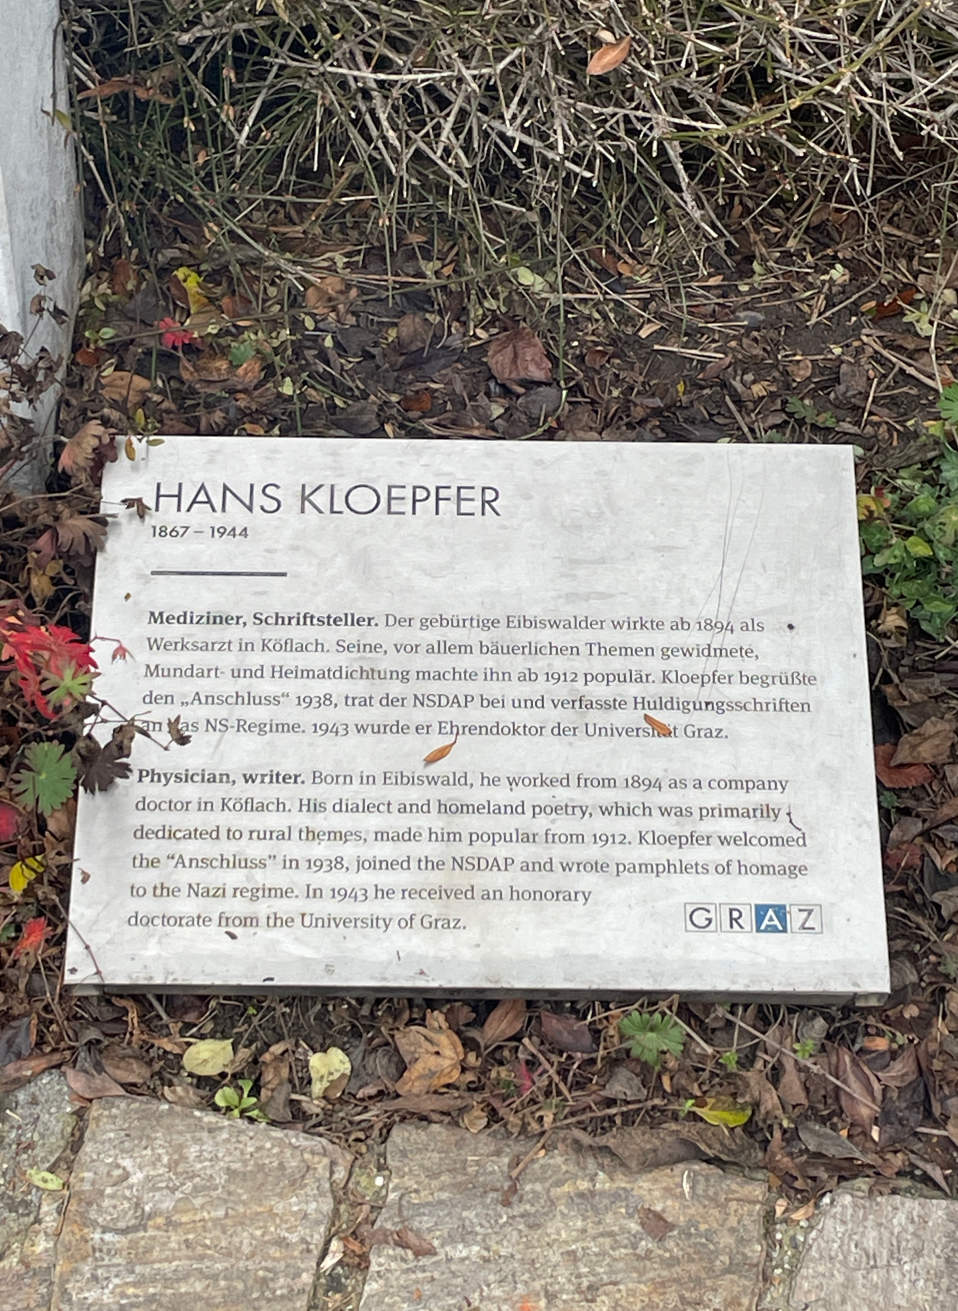 HANS KLOEPFER
1867 – 1944
Mediziner, Schriftsteller. Der gebürtige Eibiswalder wirkte ab 1894 als
Werksarzt in Köflach. Seine, vor allem bäuerlichen Themen gewidmete,
Mundart- und Heimatdichtung machte ihn ab 1912 populär. Kloepfer begrüßte
den „Anschluss“ 1938, trat der NSDAP bei und verfasste Huldigungsschriften
an das NS-Regime. 1943 wurde er Ehrendoktor der Universität Graz.
Physician, writer. Born in Eibiswald, he worked from 1894 as a company
doctor in Köflach. His dialect and homeland poetry, which was primarily
dedicated to rural themes, made him popular from 1912. Kloepfer welcomed
the “Anschluss” in 1938, joined the NSDAP and wrote pamphlets of homage
to the Nazi regime. In 1943 he received an honorary
doctorate from the University of Graz.
GRAZ